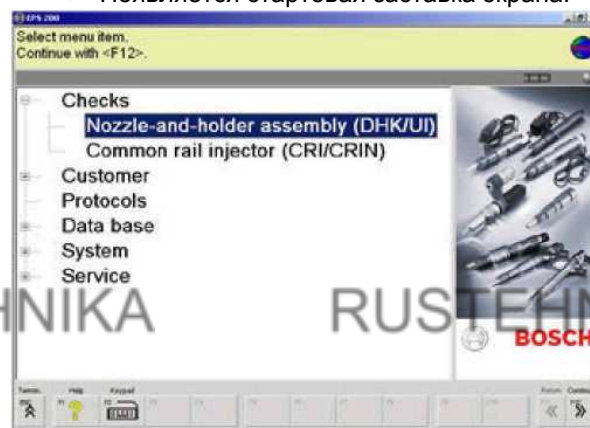 Появляется стартовая заставка экрана.
EPS 200
Select menu item.
Continue with <F12>.
Checks
Nozzle-and-holder assembly (DHK/UI)
Common rail injector (CRI/CRIN)
Customer
Protocols
Data base
System
Service
HNIKA RUSTEHN
BOSCH
Help Keypad